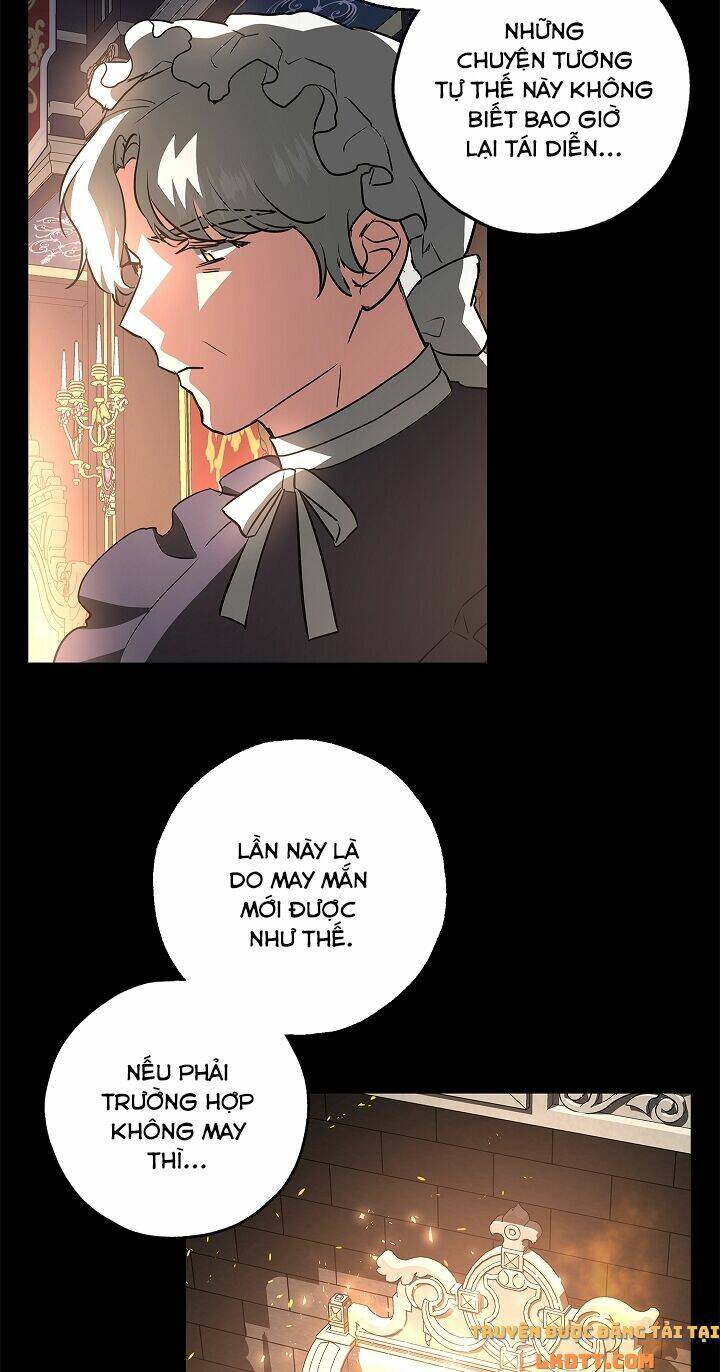 NHỮNG
CHUYỆN TƯƠNG
TỰ THẾ NÀY KHÔNG
BIẾT BAO GIỜ
LẠI TÁI DIỄN...
LẦN NÀY LÀ
DO MAY MẮN
MỚI ĐƯỢC
NHƯ THẾ.
NẾU PHẢI
TRƯỜNG HỢP
KHÔNG MAY
THÌ...
TRUYỆN ĐƯỢC ĐĂNG TẢI TẠI
LKDTT.COM